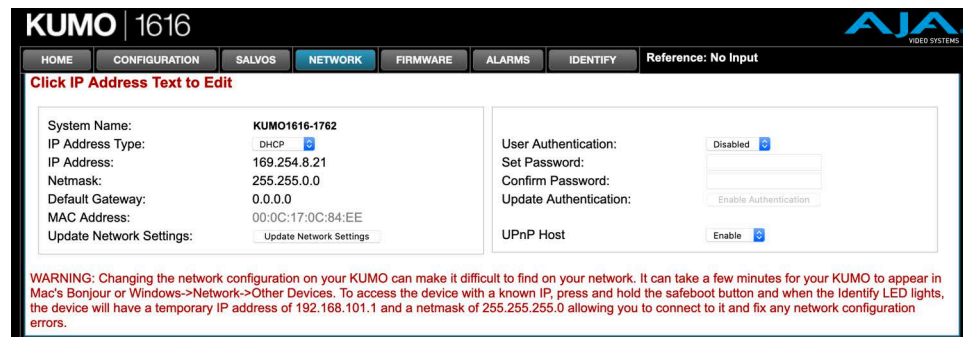 KUMO | 1616
AJA
VIDEO SYSTEMS
HOME CONFIGURATION SALVOS NETWORK FIRMWARE ALARMS IDENTIFY Reference: No Input
Click IP Address Text to Edit
System Name: KUMO1616-1762
IP Address Type: DHCP
IP Address: 169.254.8.21
Netmask: 255.255.0.0
Default Gateway: 0.0.0.0
MAC Address: 00:0C:17:0C:84:EE
Update Network Settings: Update Network Settings
User Authentication: Disabled
Set Password:
Confirm Password:
Update Authentication: Enable Authentication
UPnP Host Enable
WARNING: Changing the network configuration on your KUMO can make it difficult to find on your network. It can take a few minutes for your KUMO to appear in
Mac's Bonjour or Windows->Network->Other Devices. To access the device with a known IP, press and hold the safeboot button and when the Identify LED lights,
the device will have a temporary IP address of 192.168.101.1 and a netmask of 255.255.255.0 allowing you to connect to it and fix any network configuration
errors.